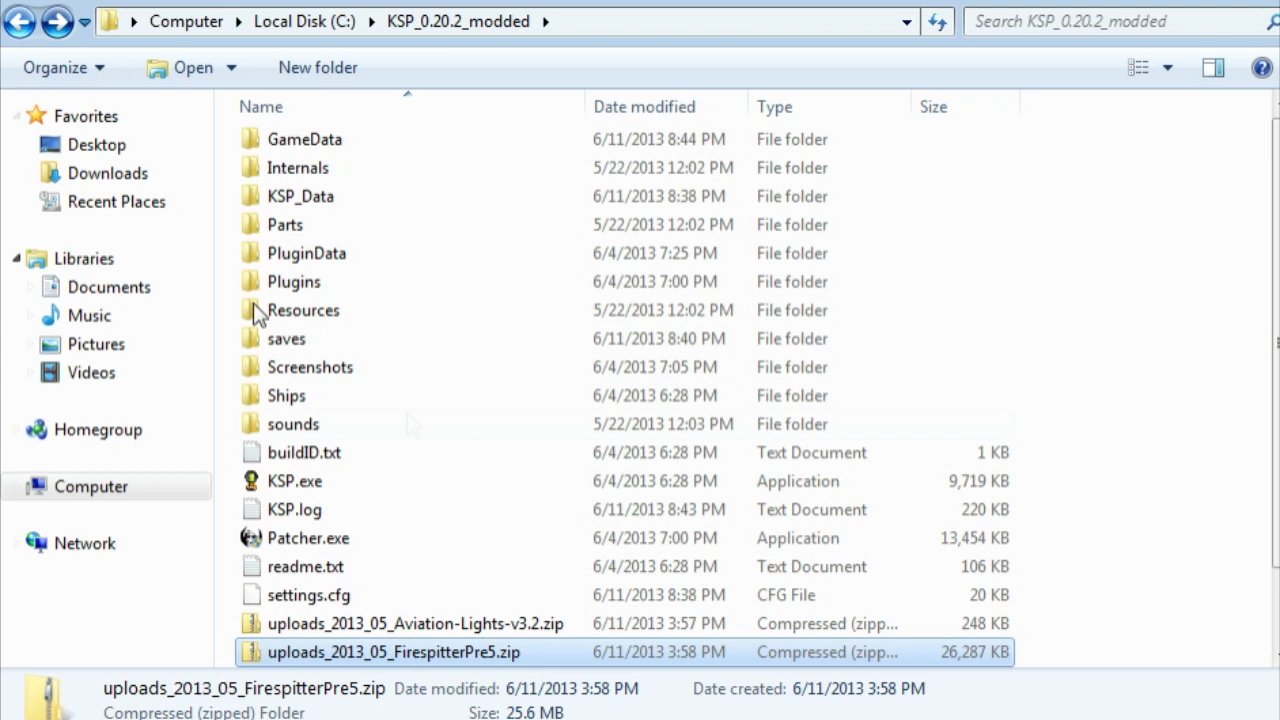 Computer Local Disk (C:) KSP_0.20.2_modded Search KSP_0.20.2_modded
Organize Open New folder
Name Date modified Type Size
Favorites
Desktop
Downloads
Recent Places
Libraries
Documents
Music
Pictures
Videos
Homegroup
Computer
Network
GameData 6/11/2013 8:44 PM File folder
Internals 5/22/2013 12:02 PM File folder
KSP_Data 6/11/2013 8:38 PM File folder
Parts 5/22/2013 12:02 PM File folder
PluginData 6/4/2013 7:25 PM File folder
Plugins 6/4/2013 7:00 PM File folder
Resources 5/22/2013 12:02 PM File folder
saves 6/11/2013 8:40 PM File folder
Screenshots 6/4/2013 7:05 PM File folder
Ships 6/4/2013 6:28 PM File folder
sounds 5/22/2013 12:03 PM File folder
buildID.txt 6/4/2013 6:28 PM Text Document 1 KB
KSP.exe 6/4/2013 6:28 PM Application 9,719 KB
KSP.log 6/11/2013 8:43 PM Text Document 220 KB
Patcher.exe 6/4/2013 7:00 PM Application 13,454 KB
readme.txt 6/4/2013 6:28 PM Text Document 106 KB
settings.cfg 6/11/2013 8:38 PM CFG File 20 KB
uploads_2013_05_Aviation-Lights-v3.2.zip 6/11/2013 3:57 PM Compressed (zipp... 248 KB
uploads_2013_05_FirespitterPre5.zip 6/11/2013 3:58 PM Compressed (zipp... 26,287 KB
uploads_2013_05_FirespitterPre5.zip Date modified: 6/11/2013 3:58 PM Date created: 6/11/2013 3:58 PM
Compressed (zipped) Folder Size: 25.6 MB